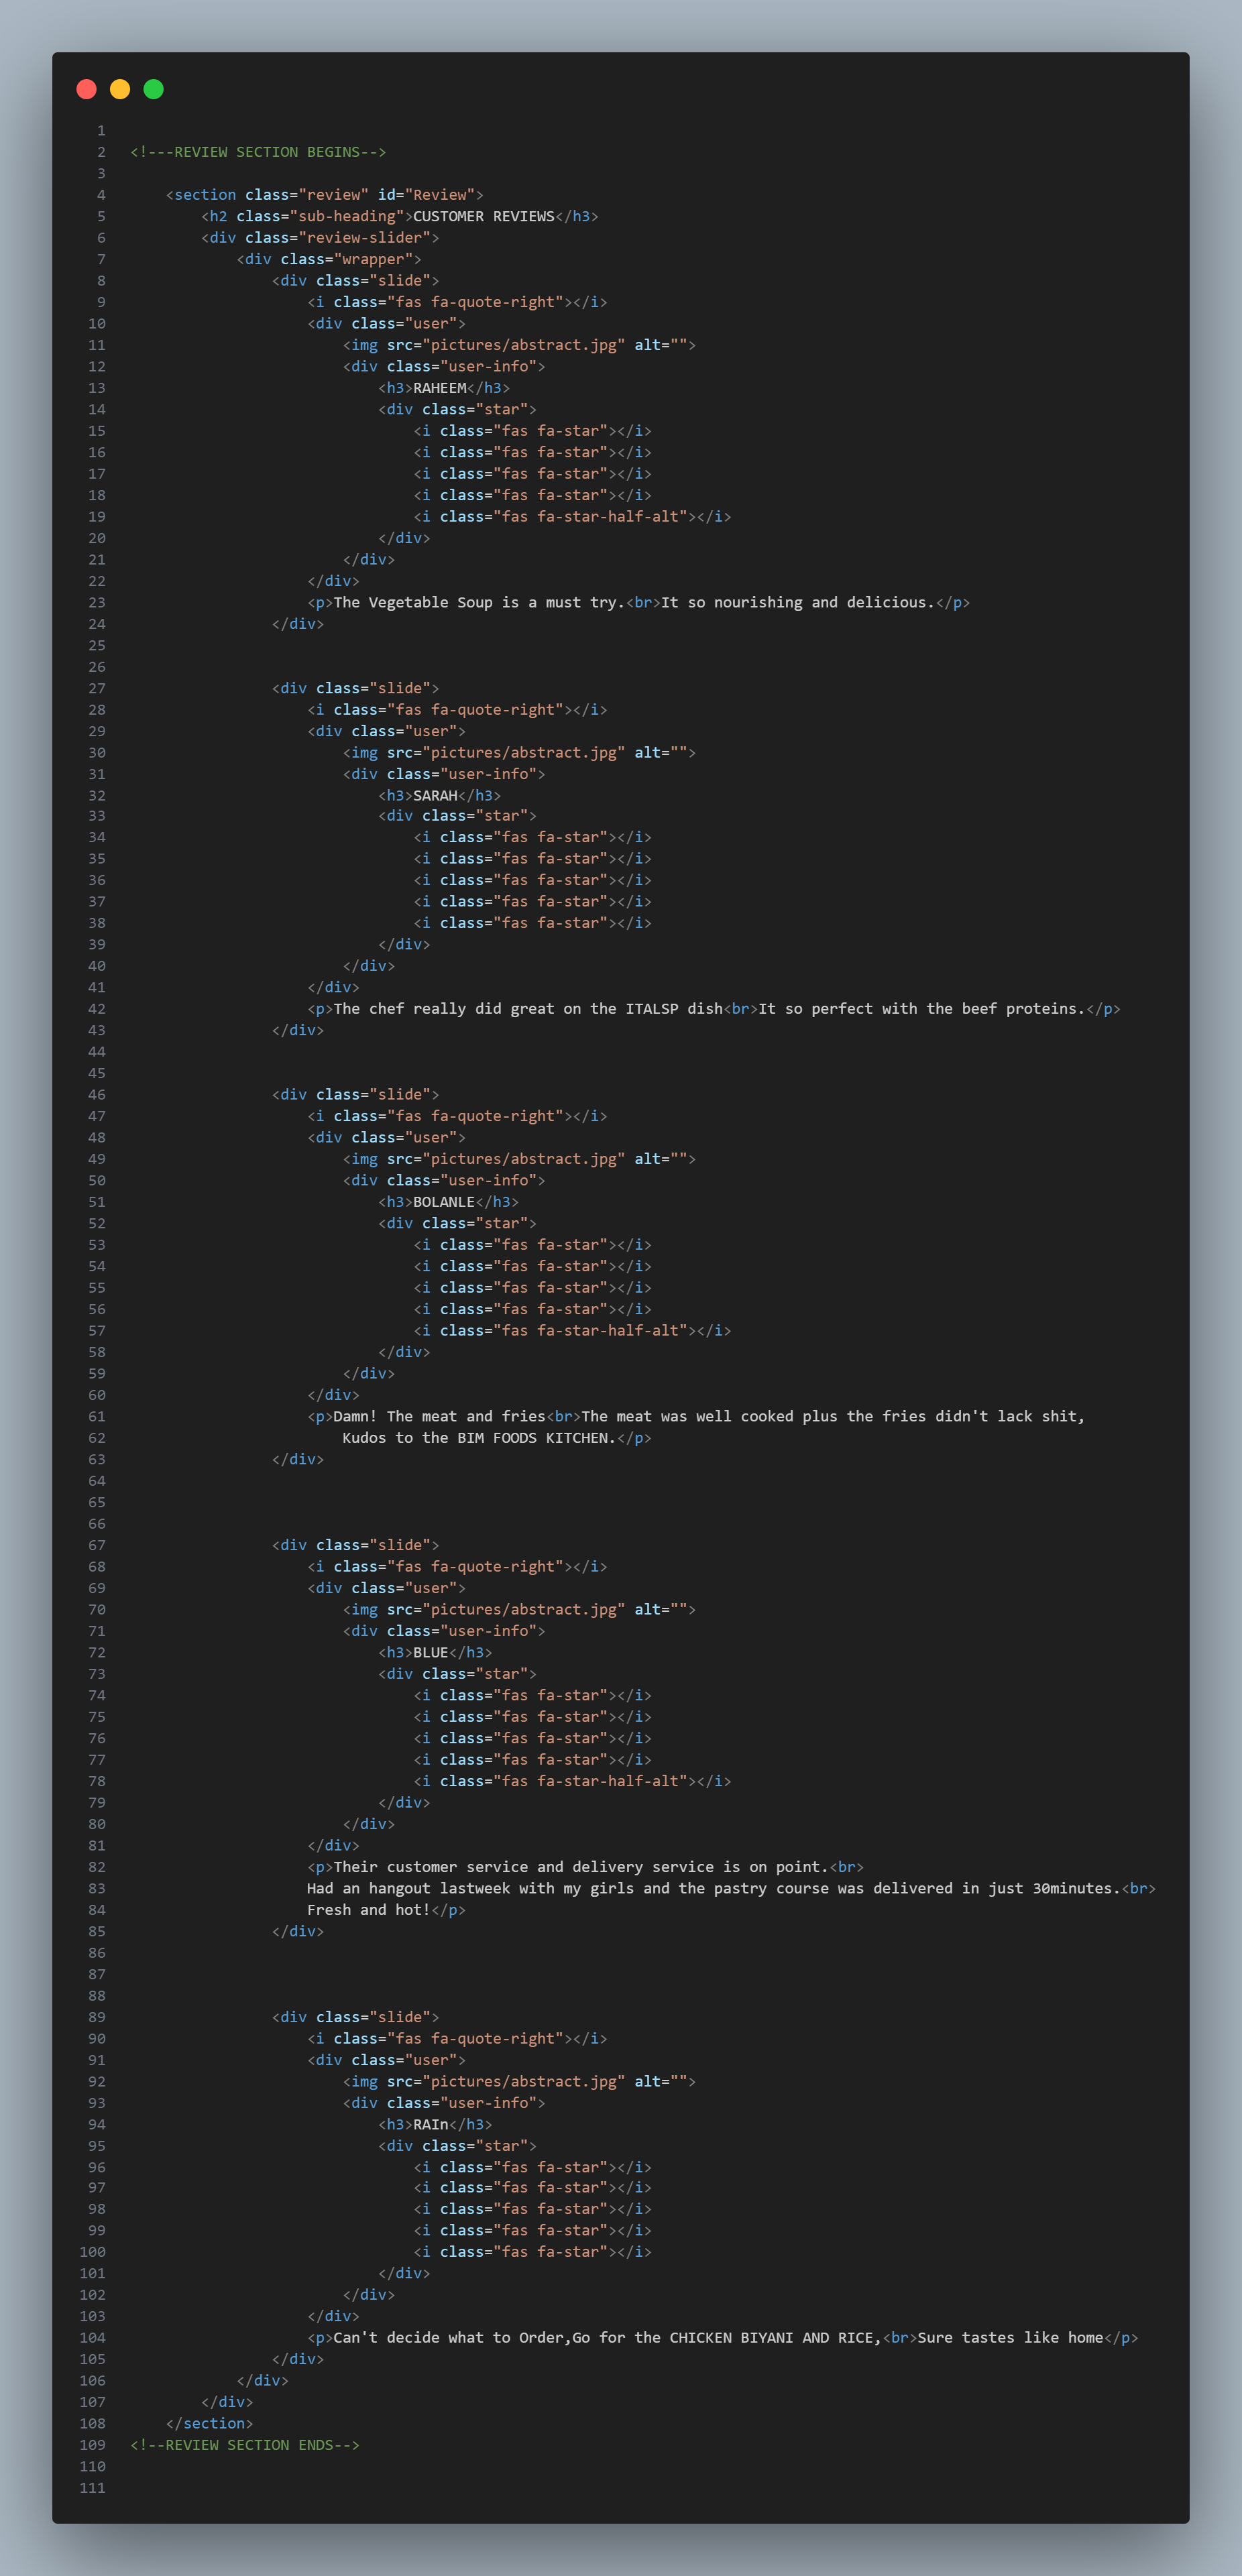 1
2 <!---REVIEW SECTION BEGINS-->
3
4     <section class="review" id="Review">
5         <h2 class="sub-heading">CUSTOMER REVIEWS</h3>
6         <div class="review-slider">
7             <div class="wrapper">
8                 <div class="slide">
9                     <i class="fas fa-quote-right"></i>
10                     <div class="user">
11                         <img src="pictures/abstract.jpg" alt="">
12                         <div class="user-info">
13                             <h3>RAHEEM</h3>
14                             <div class="star">
15                                 <i class="fas fa-star"></i>
16                                 <i class="fas fa-star"></i>
17                                 <i class="fas fa-star"></i>
18                                 <i class="fas fa-star"></i>
19                                 <i class="fas fa-star-half-alt"></i>
20                             </div>
21                         </div>
22                     </div>
23                     <p>The Vegetable Soup is a must try.<br>It so nourishing and delicious.</p>
24                 </div>
25
26
27                 <div class="slide">
28                     <i class="fas fa-quote-right"></i>
29                     <div class="user">
30                         <img src="pictures/abstract.jpg" alt="">
31                         <div class="user-info">
32                             <h3>SARAH</h3>
33                             <div class="star">
34                                 <i class="fas fa-star"></i>
35                                 <i class="fas fa-star"></i>
36                                 <i class="fas fa-star"></i>
37                                 <i class="fas fa-star"></i>
38                                 <i class="fas fa-star"></i>
39                             </div>
40                         </div>
41                     </div>
42                     <p>The chef really did great on the ITALSP dish<br>It so perfect with the beef proteins.</p>
43                 </div>
44
45
46                 <div class="slide">
47                     <i class="fas fa-quote-right"></i>
48                     <div class="user">
49                         <img src="pictures/abstract.jpg" alt="">
50                         <div class="user-info">
51                             <h3>BOLANLE</h3>
52                             <div class="star">
53                                 <i class="fas fa-star"></i>
54                                 <i class="fas fa-star"></i>
55                                 <i class="fas fa-star"></i>
56                                 <i class="fas fa-star"></i>
57                                 <i class="fas fa-star-half-alt"></i>
58                             </div>
59                         </div>
60                     </div>
61                     <p>Damn! The meat and fries<br>The meat was well cooked plus the fries didn't lack shit,
62                         Kudos to the BIM FOODS KITCHEN.</p>
63                 </div>
64
65
66
67                 <div class="slide">
68                     <i class="fas fa-quote-right"></i>
69                     <div class="user">
70                         <img src="pictures/abstract.jpg" alt="">
71                         <div class="user-info">
72                             <h3>BLUE</h3>
73                             <div class="star">
74                                 <i class="fas fa-star"></i>
75                                 <i class="fas fa-star"></i>
76                                 <i class="fas fa-star"></i>
77                                 <i class="fas fa-star"></i>
78                                 <i class="fas fa-star-half-alt"></i>
79                             </div>
80                         </div>
81                     </div>
82                     <p>Their customer service and delivery service is on point.<br>
83                     Had an hangout lastweek with my girls and the pastry course was delivered in just 30minutes.<br>
84                     Fresh and hot!</p>
85                 </div>
86
87
88
89                 <div class="slide">
90                     <i class="fas fa-quote-right"></i>
91                     <div class="user">
92                         <img src="pictures/abstract.jpg" alt="">
93                         <div class="user-info">
94                             <h3>RAIn</h3>
95                             <div class="star">
96                                 <i class="fas fa-star"></i>
97                                 <i class="fas fa-star"></i>
98                                 <i class="fas fa-star"></i>
99                                 <i class="fas fa-star"></i>
100                                 <i class="fas fa-star"></i>
101                             </div>
102                         </div>
103                     </div>
104                     <p>Can't decide what to Order,Go for the CHICKEN BIYANI AND RICE,<br>Sure tastes like home</p>
105                 </div>
106             </div>
107         </div>
108     </section>
109 <!--REVIEW SECTION ENDS-->
110
111